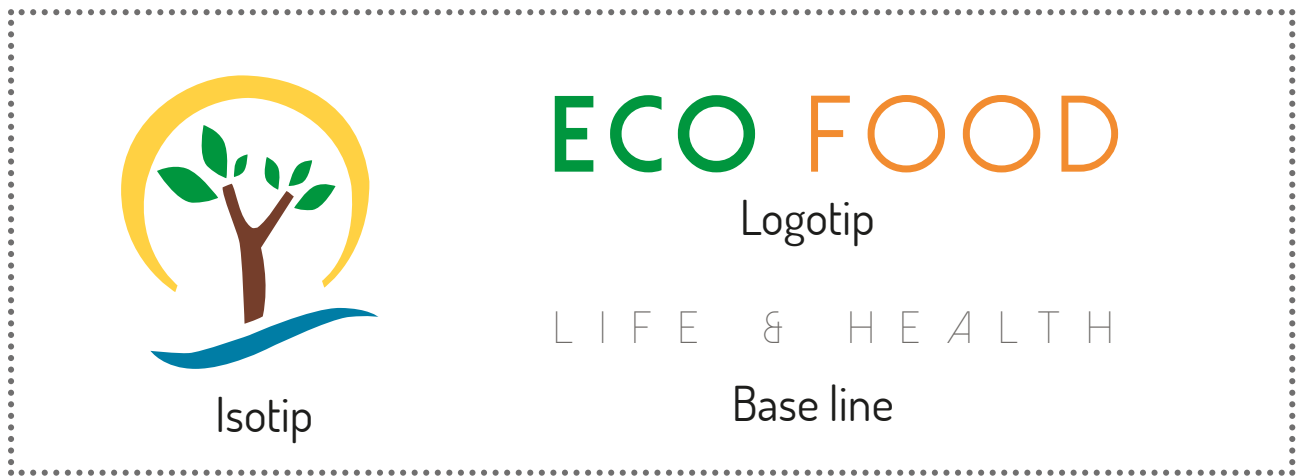 ECO FOOD
Logotip
LIFE & HEALTH
Base line
Isotip